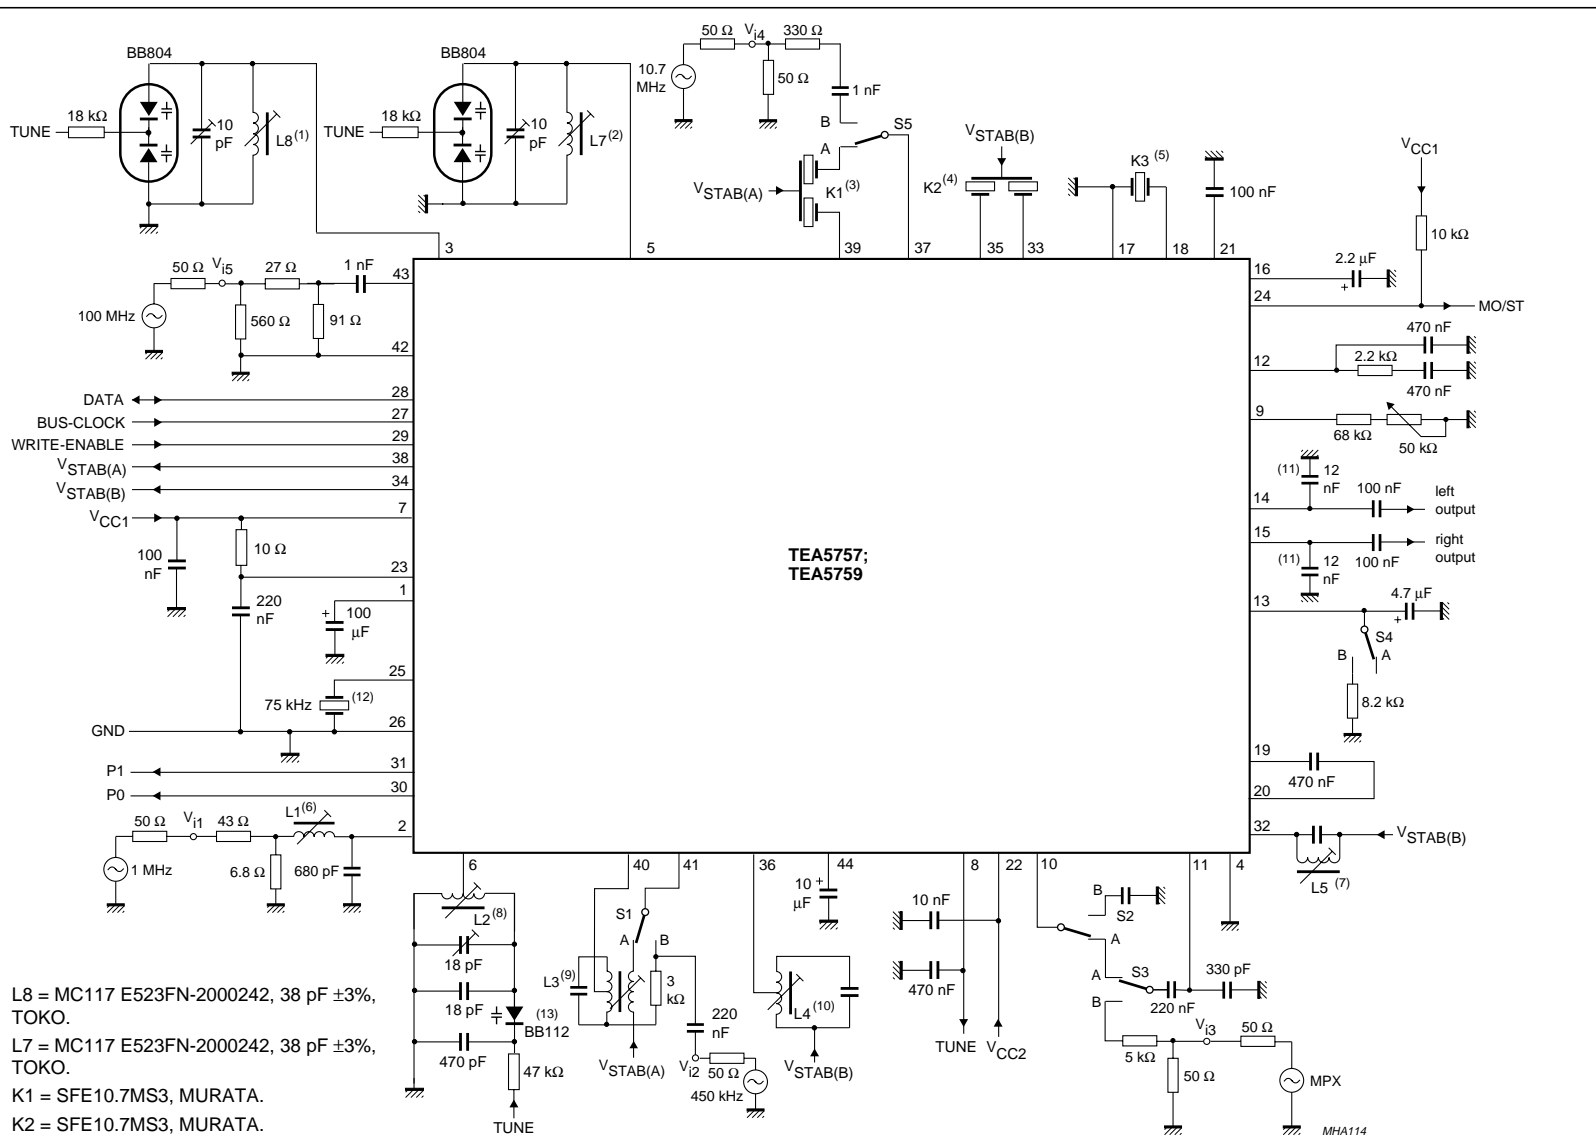 BB804
BB804
TUNE
18 kΩ
10
pF
L8(1)
TUNE
18 kΩ
10
pF
L7(2)
50 Ω
Vi4
330 Ω
10.7
MHz
50 Ω
1 nF
B
A
S5
VSTAB(A)
K1(3)
VSTAB(B)
K2(4)
K3 (5)
100 nF
VCC1
10 kΩ
3
5
39
37
35
33
17
18
21
50 Ω
Vi5
27 Ω
1 nF
43
100 MHz
560 Ω
91 Ω
42
DATA
28
BUS-CLOCK
27
WRITE-ENABLE
29
VSTAB(A)
38
VSTAB(B)
34
VCC1
7
100
nF
10 Ω
23
220
nF
1
+
100
μF
25
75 kHz
(12)
GND
26
P1
31
P0
30
50 Ω
Vi1
43 Ω
L1(6)
2
1 MHz
6.8 Ω
680 pF
TEA5757;
TEA5759
16
2.2 μF
+
24
MO/ST
470 nF
12
2.2 kΩ
470 nF
9
68 kΩ
50 kΩ
(11)
12
nF
14
100 nF
left
output
15
(11)
12
nF
100 nF
right
output
13
4.7 μF
+
S4
B
A
8.2 kΩ
19
470 nF
20
32
VSTAB(B)
L5 (7)
6
40
41
36
44
8
22
10
11
4
L2(8)
18 pF
18 pF
(13)
BB112
470 pF
47 kΩ
TUNE
S1
A
B
L3(9)
3
kΩ
220
nF
VSTAB(A)
Vi2
50 Ω
450 kHz
L4(10)
VSTAB(B)
10
μF
+
10 nF
470 nF
TUNE
VCC2
B
S2
A
A
S3
B
220 nF
330 pF
5 kΩ
Vi3
50 Ω
50 Ω
MPX
L8 = MC117 E523FN-2000242, 38 pF ±3%,
TOKO.
L7 = MC117 E523FN-2000242, 38 pF ±3%,
TOKO.
K1 = SFE10.7MS3, MURATA.
K2 = SFE10.7MS3, MURATA.
MHA114